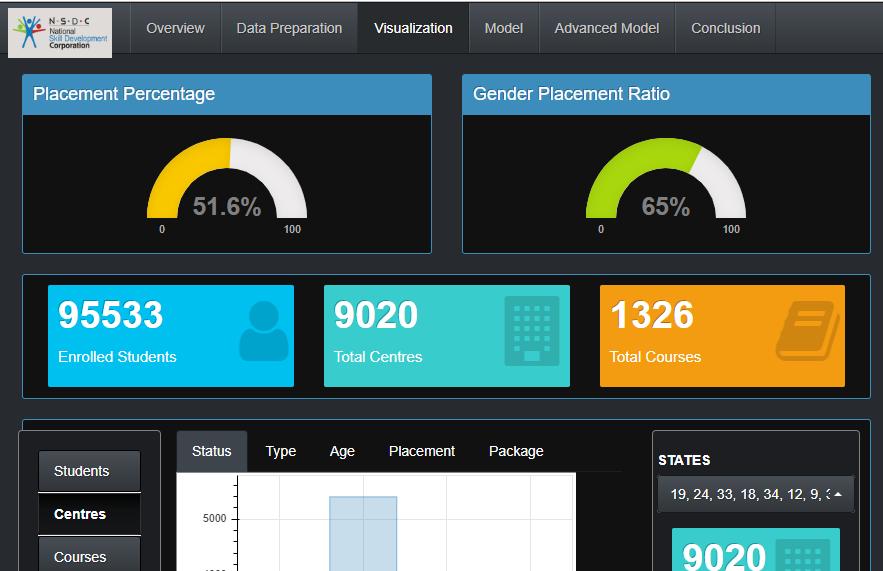 N·S·D·C
National
Skill Development
Corporation
Overview
Data Preparation
Visualization
Model
Advanced Model
Conclusion
Placement Percentage
51.6%
0
100
Gender Placement Ratio
65%
0
100
95533
Enrolled Students
9020
Total Centres
1326
Total Courses
Students
Centres
Courses
Status
Type
Age
Placement
Package
5000
STATES
19, 24, 33, 18, 34, 12, 9,
9020